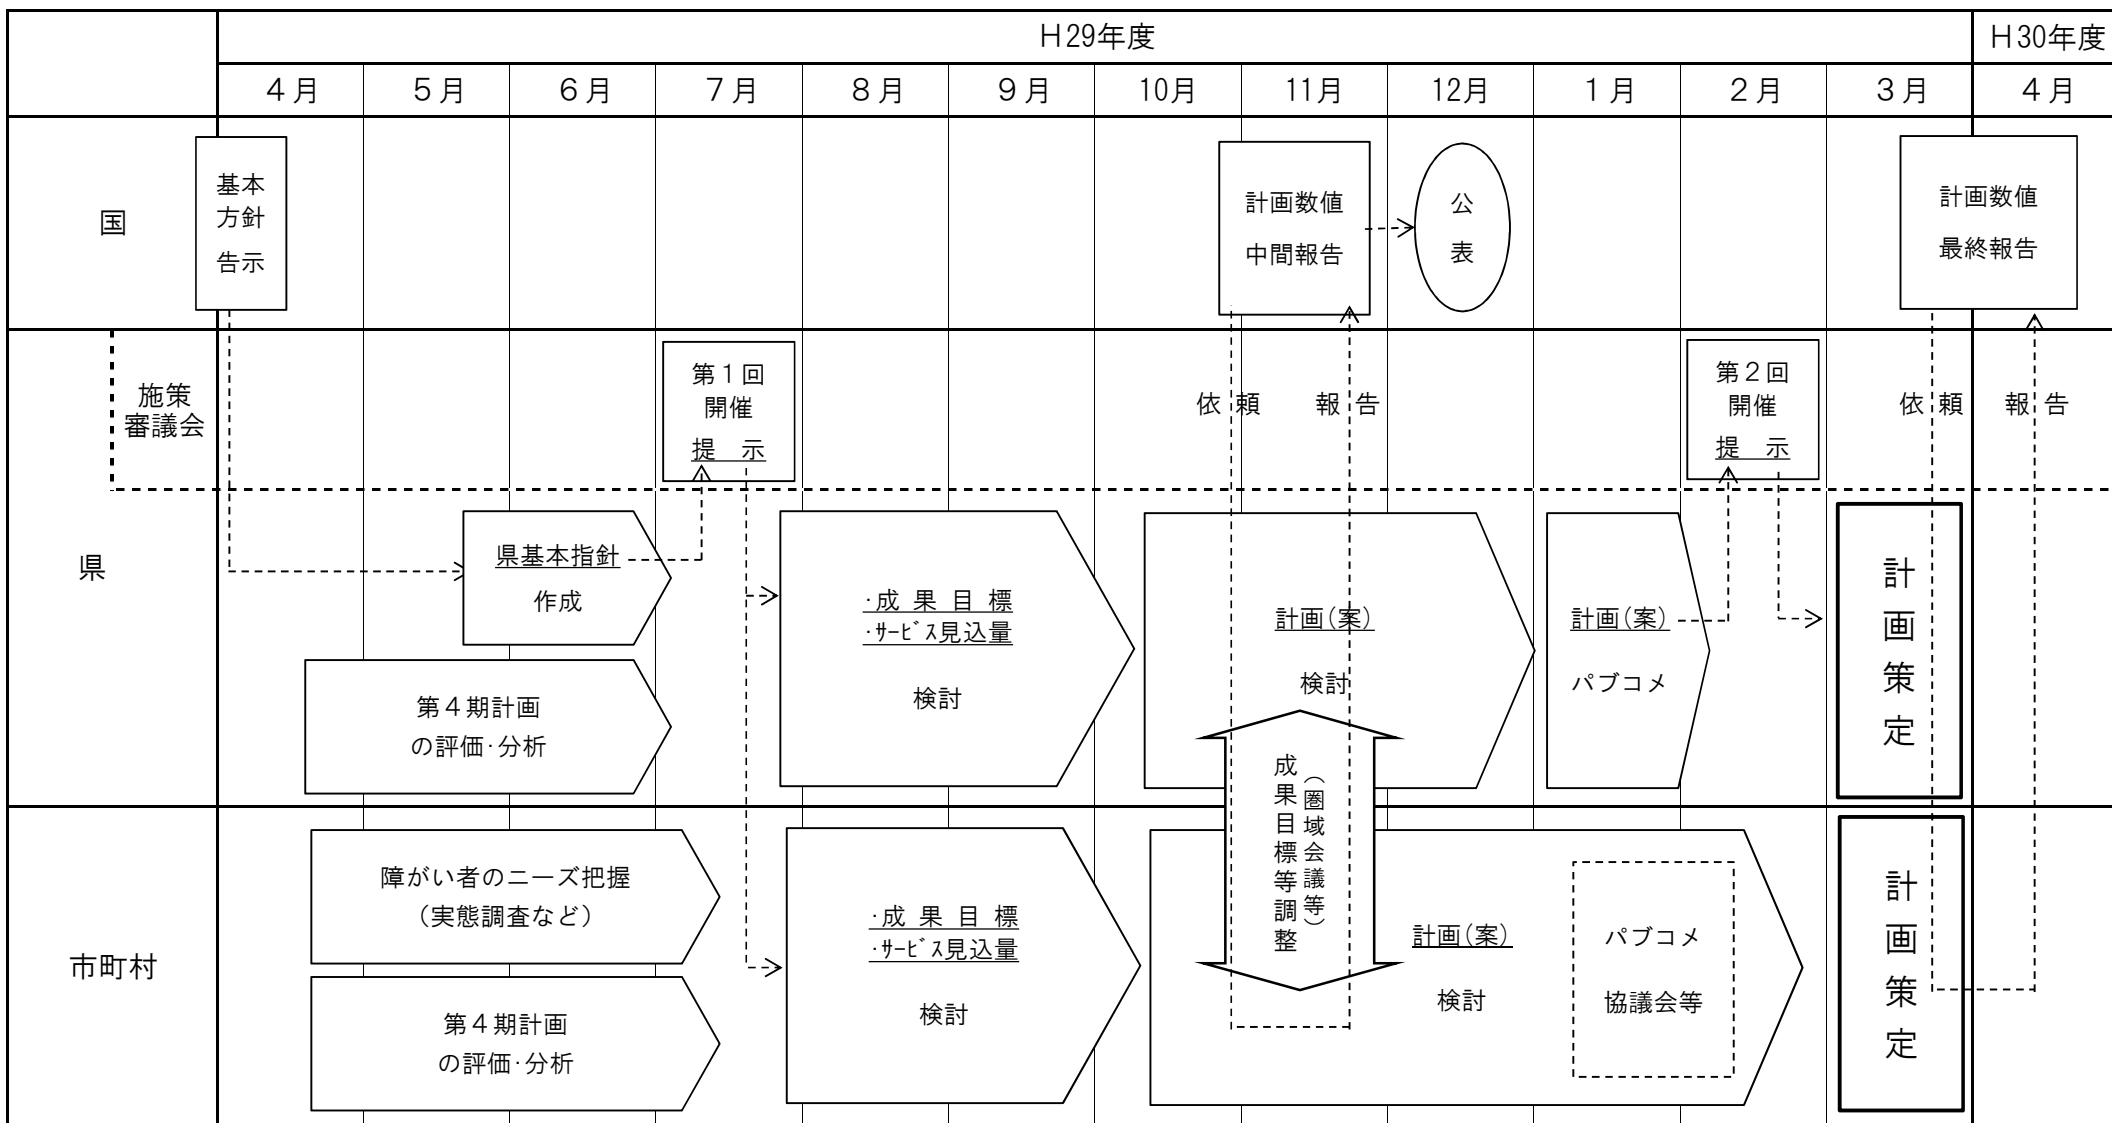 H29年度
H30年度
4月
5月
6月
7月
8月
9月
10月
11月
12月
1月
2月
3月
4月
国
基本
方針
告示
計画数値
中間報告
公
表
計画数値
最終報告
県
施策
審議会
第1回
開催
提 示
依頼
報告
第2回
開催
提 示
依頼
報告
県基本指針
作成
第4期計画
の評価・分析
・成 果 目 標
・ｻｰﾋﾞｽ見込量
検討
計画(案)
検討
計画(案)
パブコメ
計画策定
成果目標等調整
（圏域会議等）
市町村
障がい者のニーズ把握
（実態調査など）
第4期計画
の評価・分析
・成 果 目 標
・ｻｰﾋﾞｽ見込量
検討
計画(案)
検討
パブコメ
協議会等
計画策定